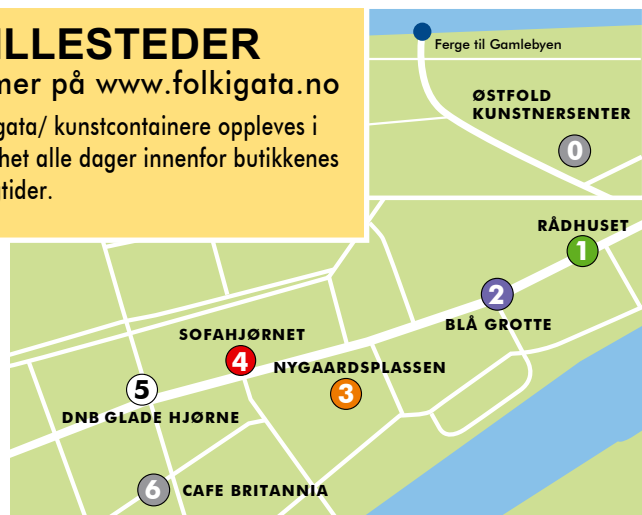 ILLESTEDER
mer på www.folkigata.no
gata/ kunstcontainere oppleves i
het alle dager innenfor butikkenes
tider.
Ferge til Gamlebyen
ØSTFOLD
KUNSTNERSENTER
0
RÅDHUSET
1
2
BLÅ GROTTE
SOFAHJØRNET
4
NYGAARDSPLASSEN
3
5
DNB GLADE HJØRNE
6
CAFE BRITANNIA